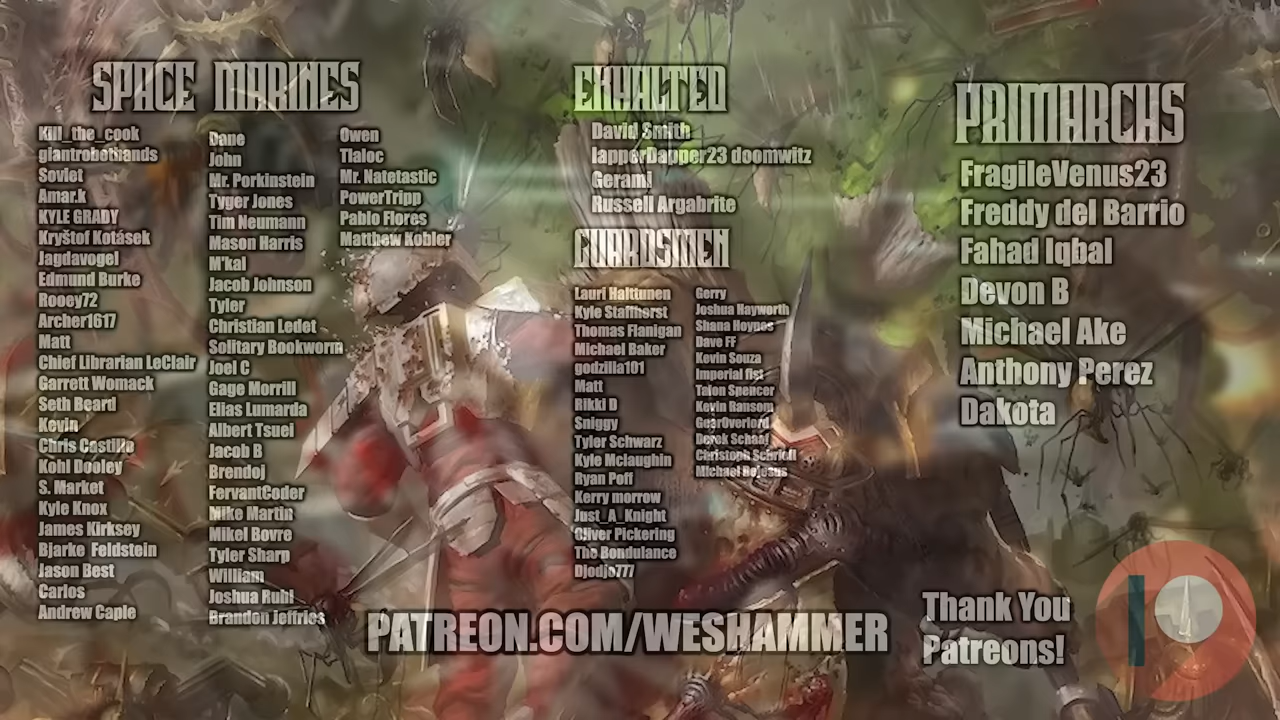 SPACE MARINES
Kill_the_cook
giantrobothands
Soviet
Amar.k
KYLE GRADY
Kryštof Kotásek
Jagdavogel
Edmund Burke
Rooey72
Archer1617
Matt
Chief Librarian LeClair
Garrett Womack
Seth Beard
Kevin
Chris Castillo
Kohl Dooley
S. Market
Kyle Knox
James Kirksey
Bjarke Feldstein
Jason Best
Carlos
Andrew Caple
Dane
John
Mr. Porkinstein
Tyger Jones
Tim Neumann
Mason Harris
M'kal
Jacob Johnson
Tyler
Christian Ledet
Solitary Bookworm
Joel C
Gage Morrill
Elias Lumarda
Albert Tsuei
Jacob B
Brendoj
FervantCoder
Mike Martin
Mikel Bovre
Tyler Sharp
William
Joshua Ruhl
Brandon Jeffries
Owen
Tlaloc
Mr. Natetastic
PowerTripp
Pablo Flores
Matthew Kobler
EXHALTED
David Smith
IapperDapper23 doomwitz
Geram!
Russell Argabrite
GUARDSMEN
Lauri Halttunen
Kyle
Thomas Flanigan
Michael Baker
godzilla101
Matt
Rikki D
Sniggy
Tyler Schwarz
Kyle Mclaughin
Ryan Poff
Kerry morrow
Just_A_Knight
Oliver Pickering
The Bondulance
Djodjo777
Gerry
Joshua Hayworth
Shana
Dave FF
Kevin Souza
Imperial fist
Talon Spencer
Kevin Ransom
GearOverlord
Derek Schaaf
Christoph
Michael
PRIMARCHS
FragileVenus23
Freddy del Barrio
Fahad Iqbal
Devon B
Michael Ake
Anthony Perez
Dakota
PATREON.COM/WESHAMMER
Thank You
Patreons!